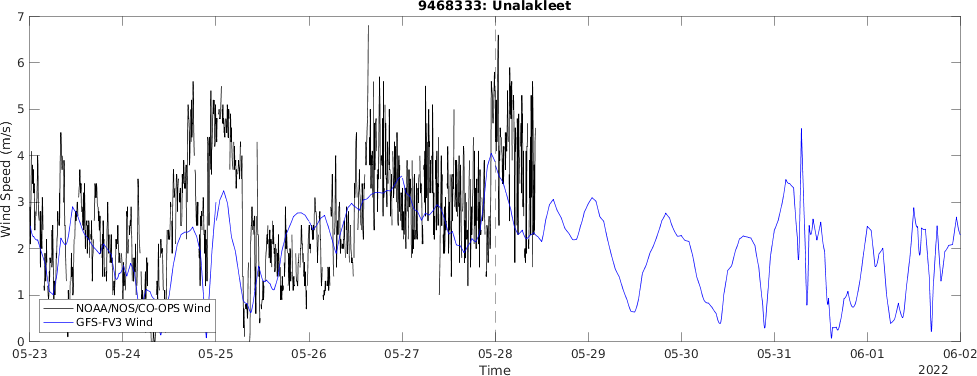 9468333: Unalakleet
Wind Speed (m/s)
7
6
5
4
3
2
1
0
NOAA/NOS/CO-OPS Wind
GFS-FV3 Wind
05-23 05-24 05-25 05-26 05-27 05-28 05-29 05-30 05-31 06-01 06-02
Time
2022